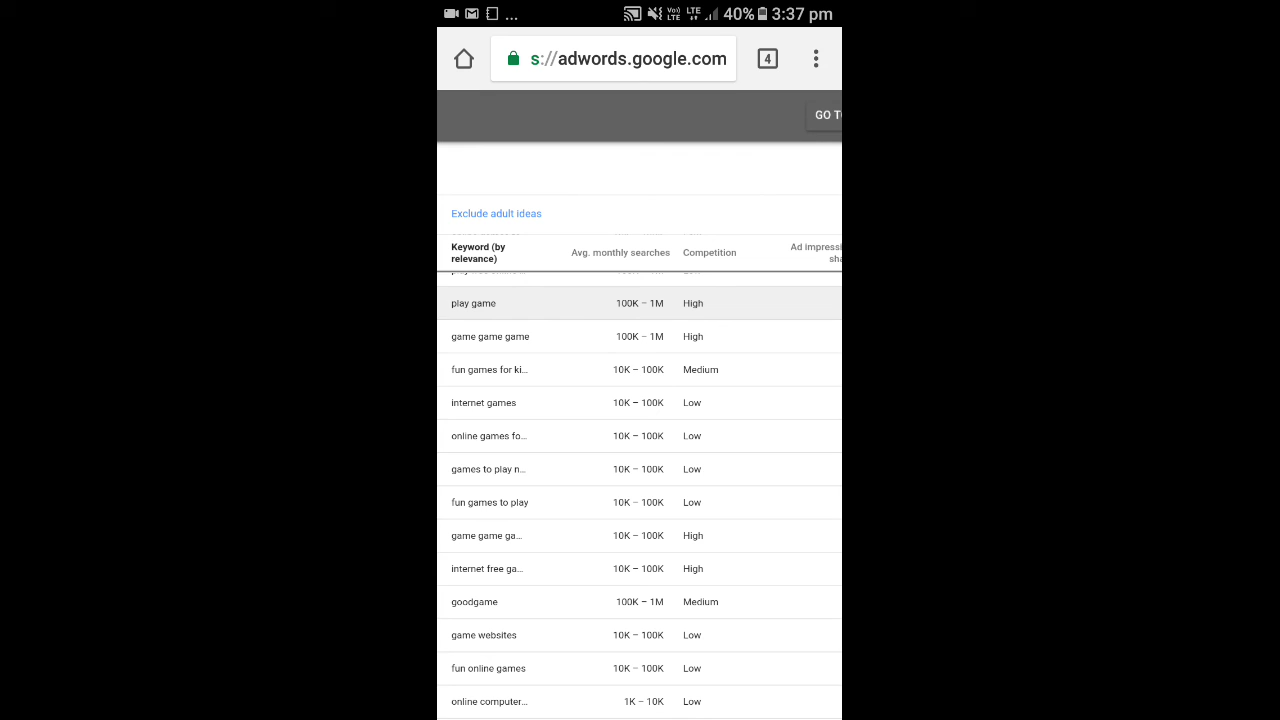 ... Vo) LTE LTE 40% 3:37 pm
s://adwords.google.com 4
GO T
Exclude adult ideas
Keyword (by relevance) Avg. monthly searches Competition Ad impressi sha
play game 100K – 1M High
game game game 100K – 1M High
fun games for ki... 10K – 100K Medium
internet games 10K – 100K Low
online games fo... 10K – 100K Low
games to play n... 10K – 100K Low
fun games to play 10K – 100K Low
game game ga... 10K – 100K High
internet free ga... 10K – 100K High
goodgame 100K – 1M Medium
game websites 10K – 100K Low
fun online games 10K – 100K Low
online computer... 1K – 10K Low